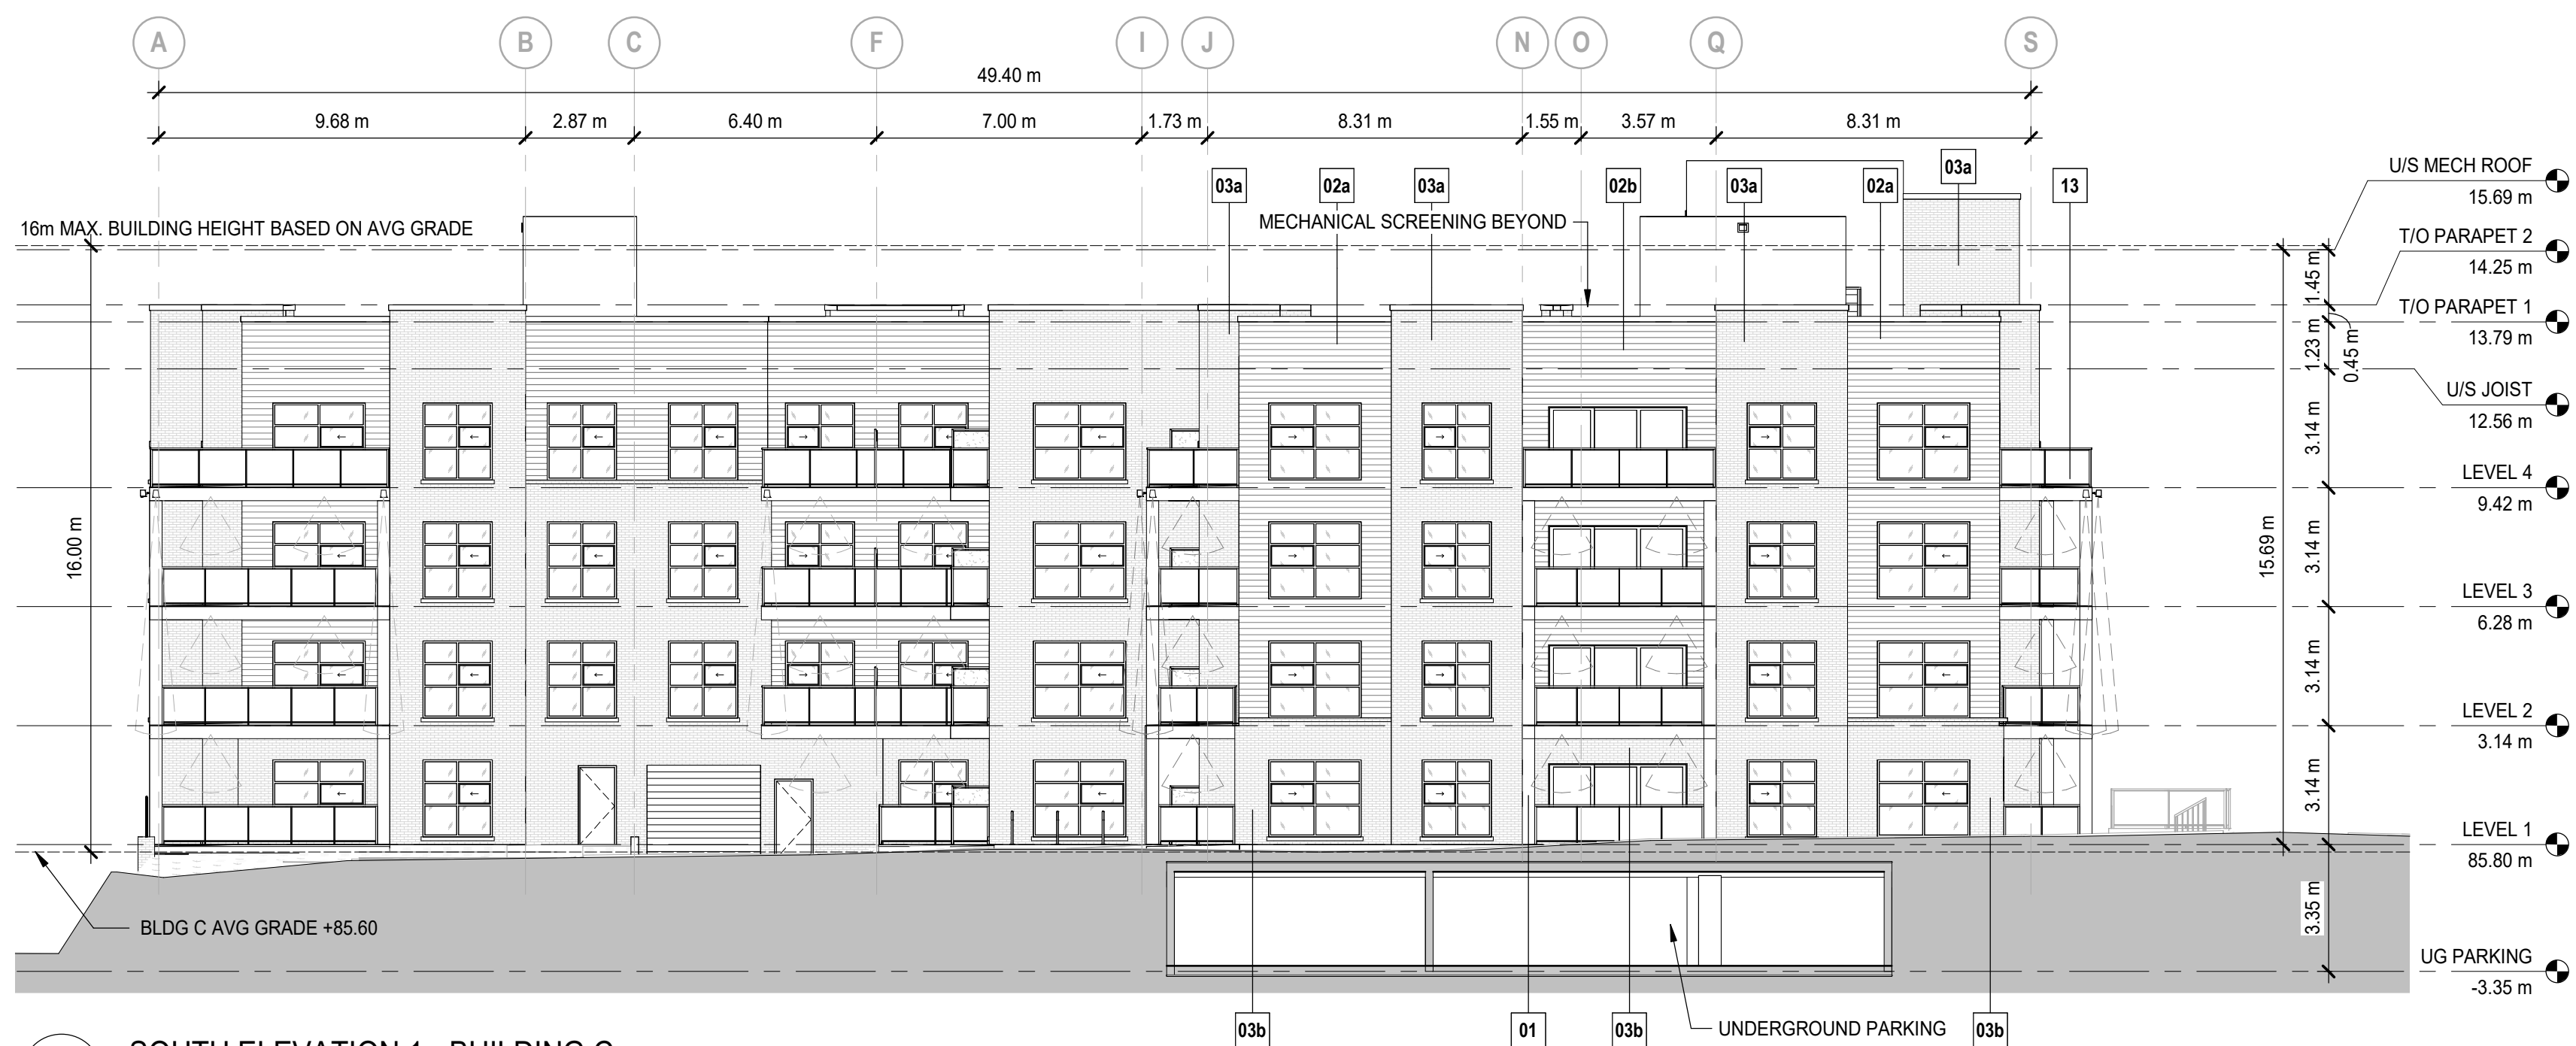 A B C F I J N O Q S
49.40 m
9.68 m 2.87 m 6.40 m 7.00 m 1.73 m 8.31 m 1.55 m 3.57 m 8.31 m
03a 02a 03a 02b 03a 02a 03a 13
16m MAX. BUILDING HEIGHT BASED ON AVG GRADE
MECHANICAL SCREENING BEYOND
U/S MECH ROOF
15.69 m
T/O PARAPET 2
14.25 m
T/O PARAPET 1
13.79 m
U/S JOIST
12.56 m
LEVEL 4
9.42 m
LEVEL 3
6.28 m
LEVEL 2
3.14 m
LEVEL 1
85.80 m
UG PARKING
-3.35 m
16.00 m
15.69 m
1.45 m
0.45 m
1.23 m
3.14 m
3.14 m
3.14 m
3.14 m
3.35 m
BLDG C AVG GRADE +85.60
03b 01 03b 03b
UNDERGROUND PARKING